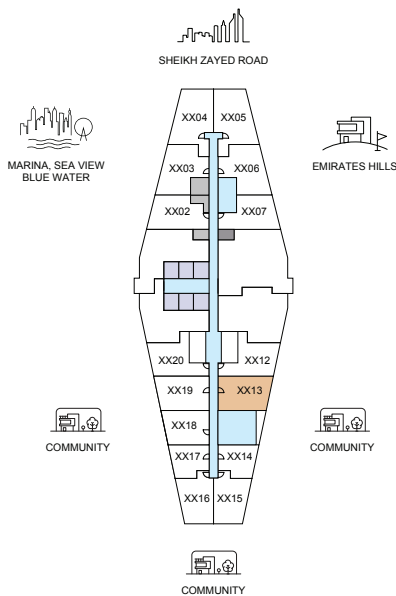 SHEIKH ZAYED ROAD
XX04 XX05
MARINA, SEA VIEW
BLUE WATER
EMIRATES HILLS
XX03 XX06
XX02 XX07
XX20 XX12
XX19 XX13
XX18
COMMUNITY
COMMUNITY
XX17 XX14
XX16 XX15
COMMUNITY